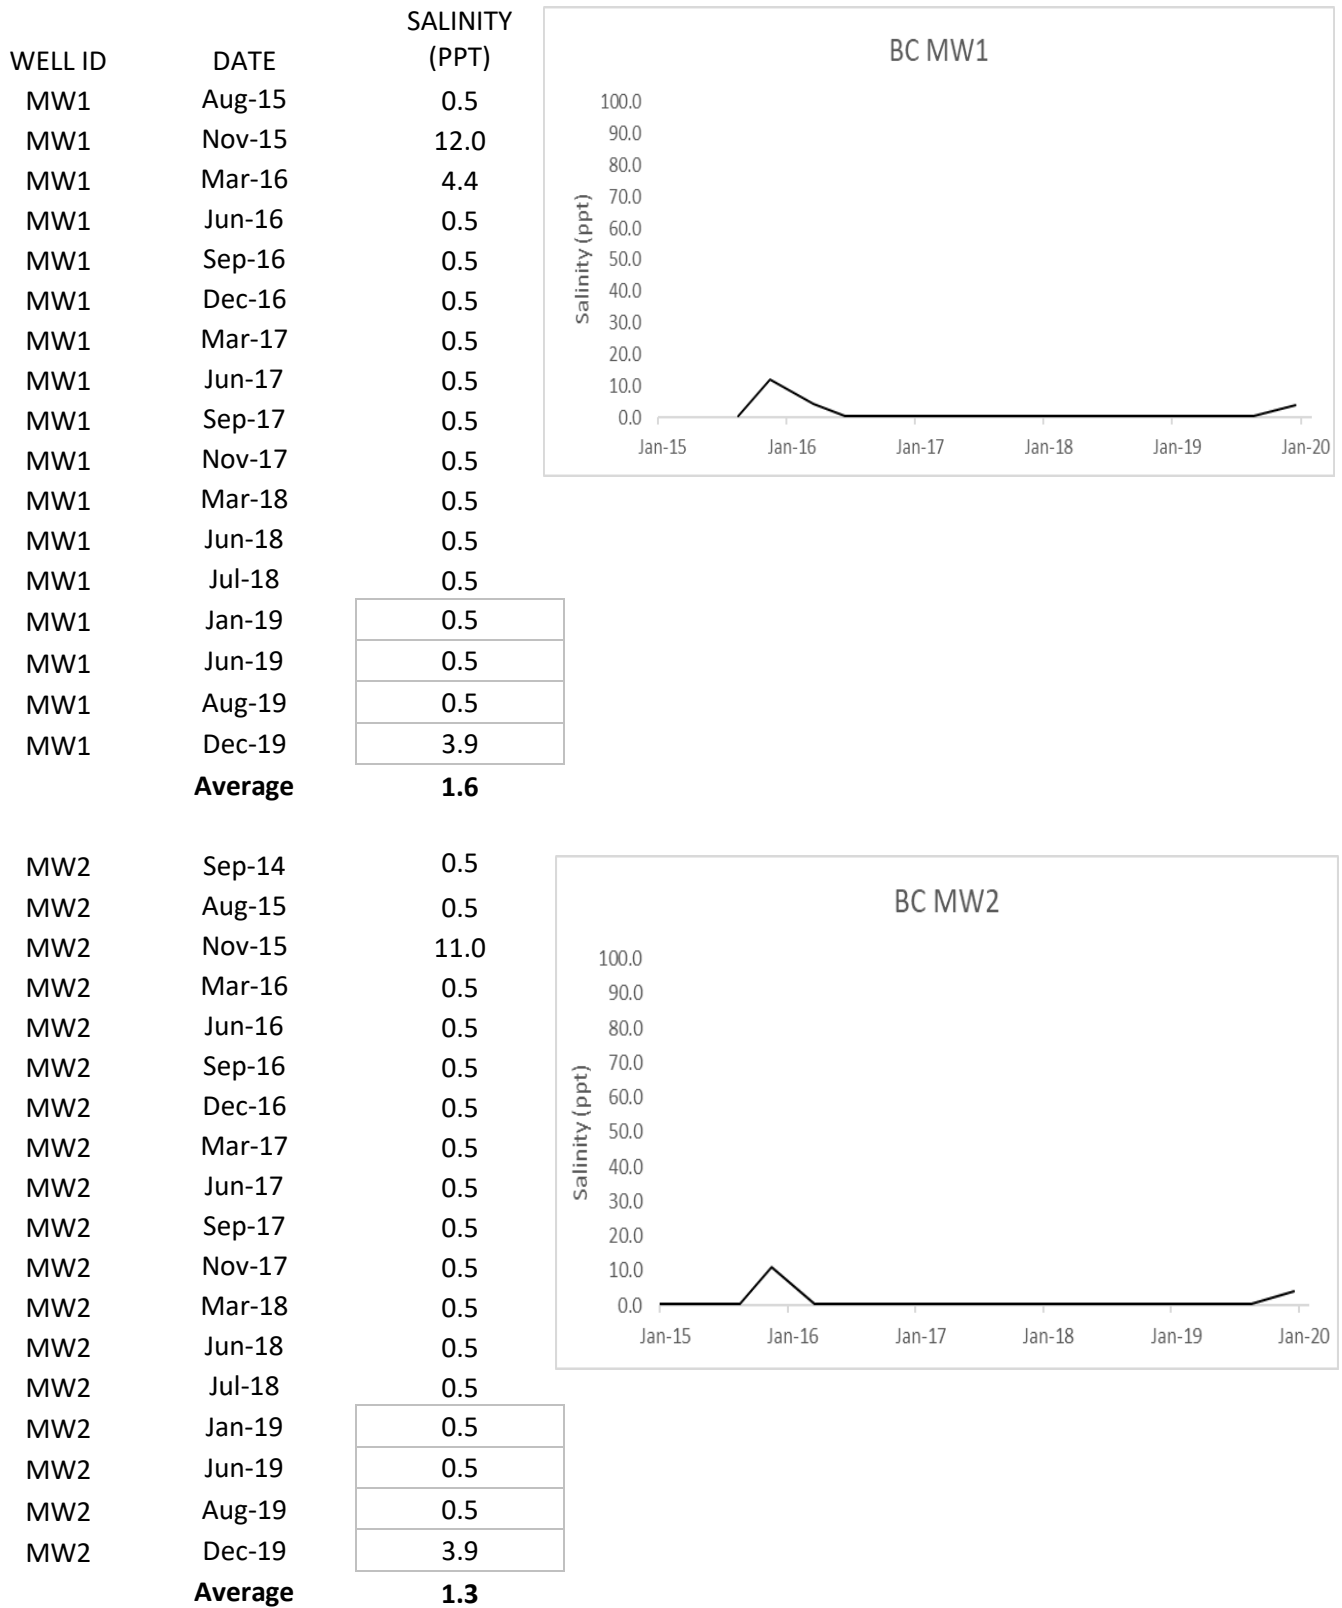 SALINITY
WELL ID DATE (PPT)
MW1 Aug-15 0.5
MW1 Nov-15 12.0
MW1 Mar-16 4.4
MW1 Jun-16 0.5
MW1 Sep-16 0.5
MW1 Dec-16 0.5
MW1 Mar-17 0.5
MW1 Jun-17 0.5
MW1 Sep-17 0.5
MW1 Nov-17 0.5
MW1 Mar-18 0.5
MW1 Jun-18 0.5
MW1 Jul-18 0.5
MW1 Jan-19 0.5
MW1 Jun-19 0.5
MW1 Aug-19 0.5
MW1 Dec-19 3.9
Average 1.6
BC MW1
Salinity (ppt)
100.0
90.0
80.0
70.0
60.0
50.0
40.0
30.0
20.0
10.0
0.0
Jan-15 Jan-16 Jan-17 Jan-18 Jan-19 Jan-20
MW2 Sep-14 0.5
MW2 Aug-15 0.5
MW2 Nov-15 11.0
MW2 Mar-16 0.5
MW2 Jun-16 0.5
MW2 Sep-16 0.5
MW2 Dec-16 0.5
MW2 Mar-17 0.5
MW2 Jun-17 0.5
MW2 Sep-17 0.5
MW2 Nov-17 0.5
MW2 Mar-18 0.5
MW2 Jun-18 0.5
MW2 Jul-18 0.5
MW2 Jan-19 0.5
MW2 Jun-19 0.5
MW2 Aug-19 0.5
MW2 Dec-19 3.9
Average 1.3
BC MW2
Salinity (ppt)
100.0
90.0
80.0
70.0
60.0
50.0
40.0
30.0
20.0
10.0
0.0
Jan-15 Jan-16 Jan-17 Jan-18 Jan-19 Jan-20